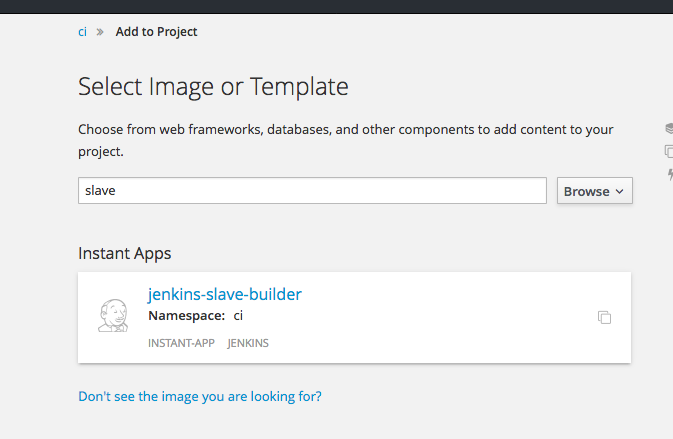 ci » Add to Project
Select Image or Template
Choose from web frameworks, databases, and other components to add content to your
project.
slave
Browse
Instant Apps
jenkins-slave-builder
Namespace: ci
INSTANT-APP JENKINS
Don't see the image you are looking for?